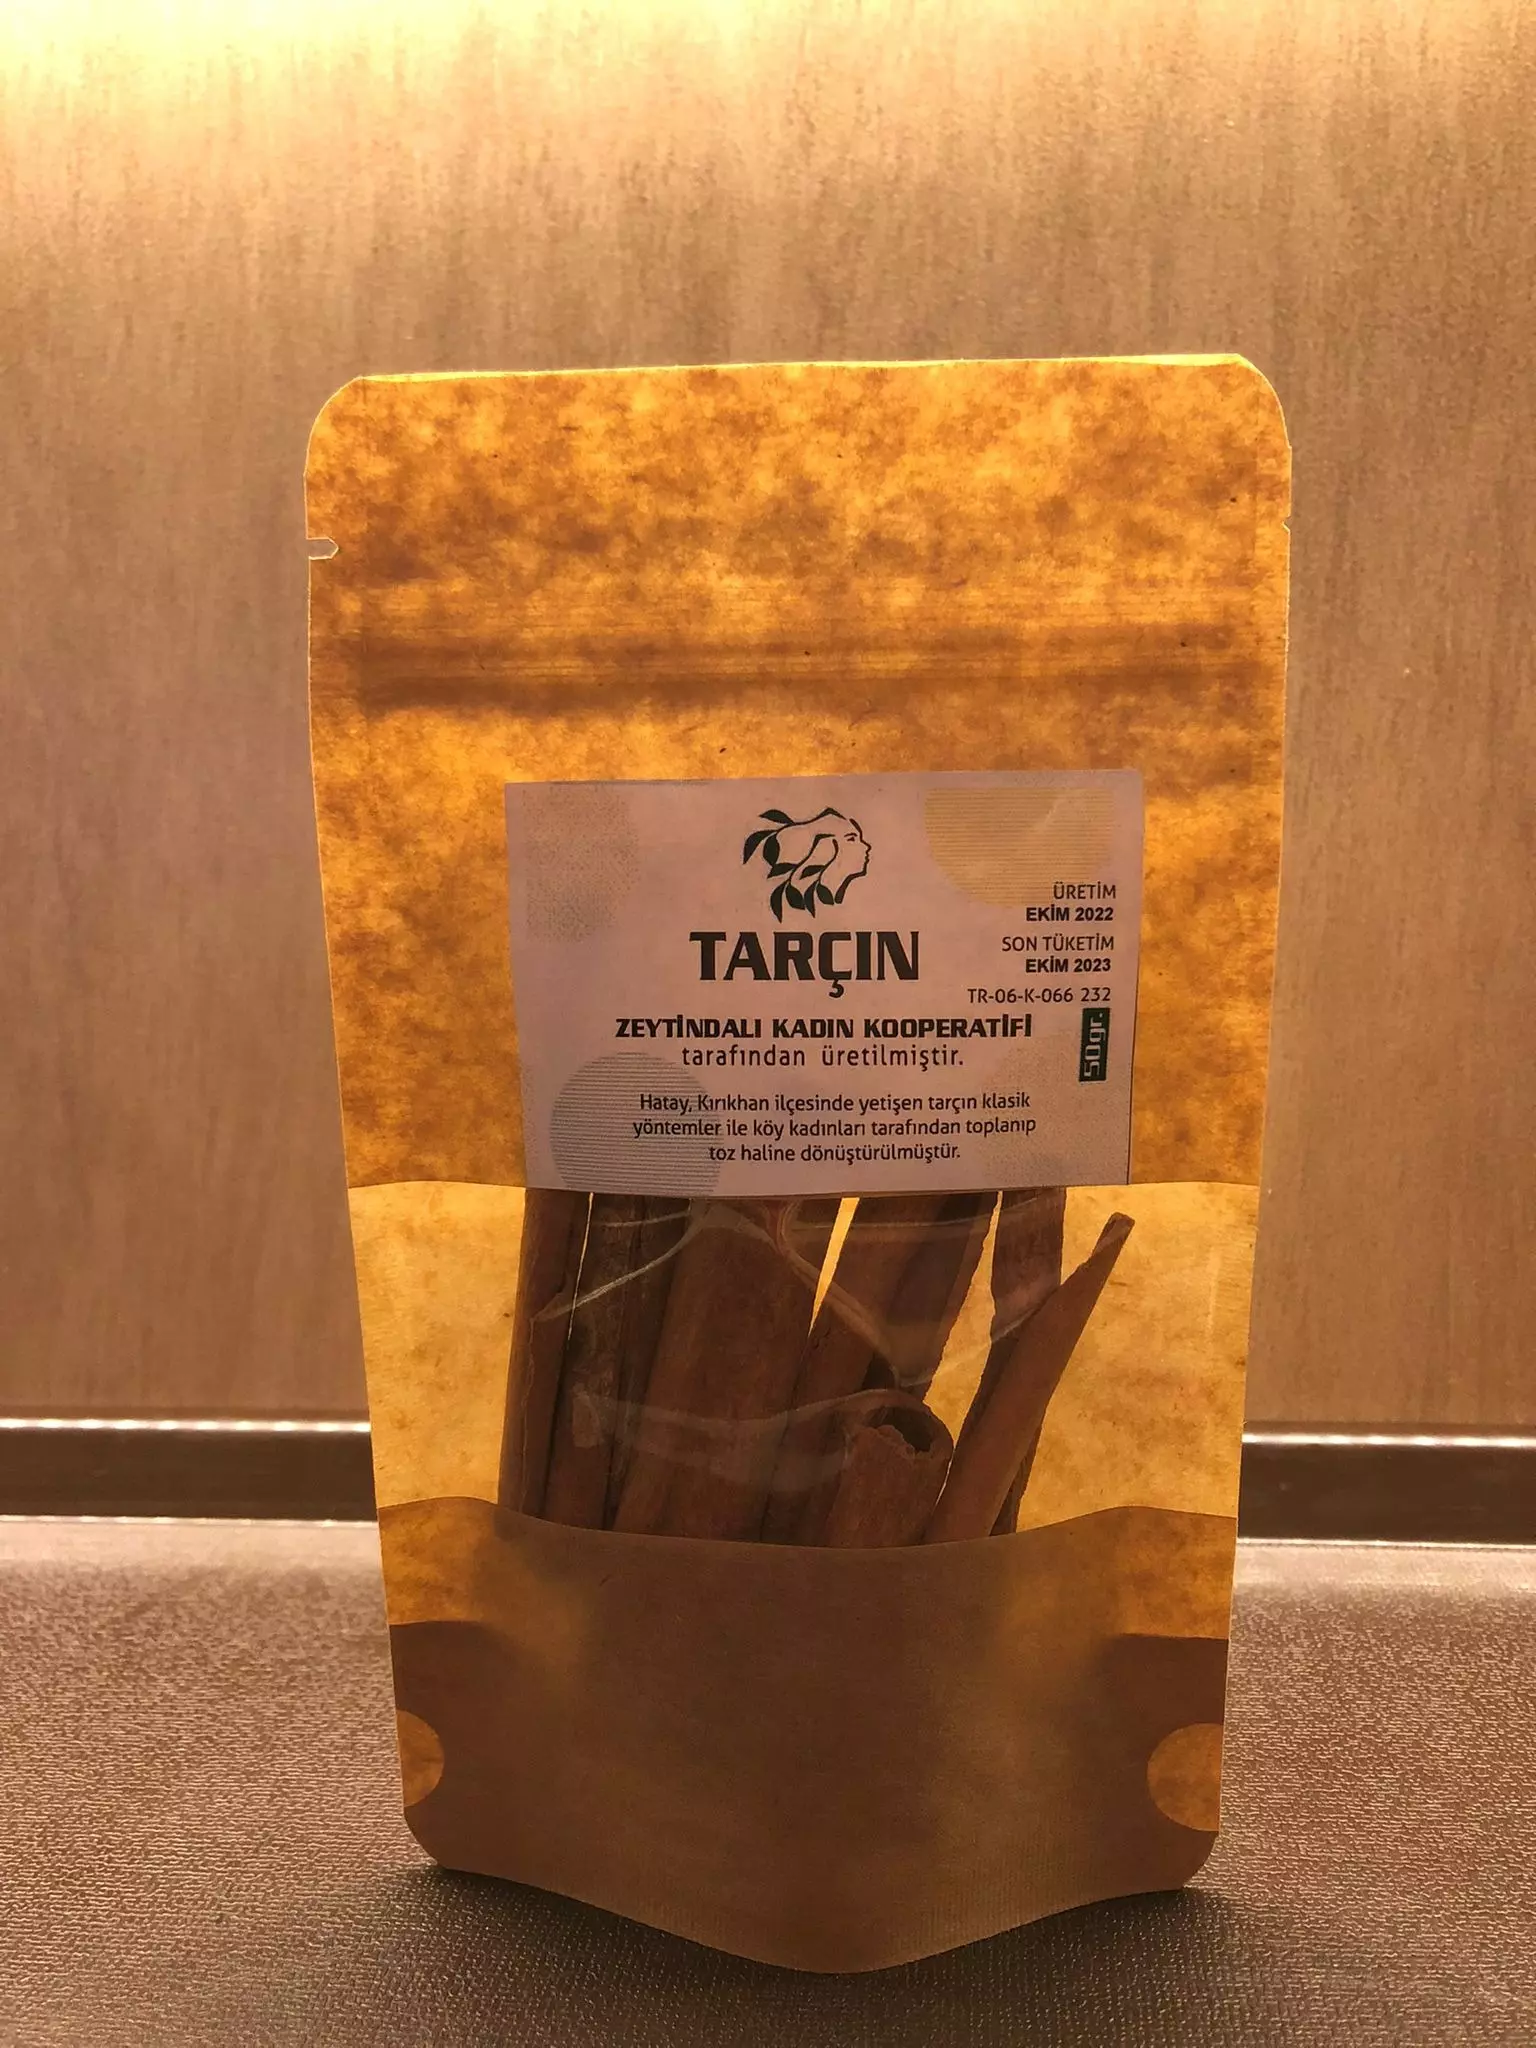 TARÇIN
ÜRETİM
EKİM 2022
SON TÜKETİM
EKİM 2023
TR-06-K-066 232
50gr.
ZEYTİNDALI KADIN KOOPERATİFİ
tarafından üretilmiştir.
Hatay, Kırıkhan ilçesinde yetişen tarçın klasik
yöntemler ile köy kadınları tarafından toplanıp
toz haline dönüştürülmüştür.